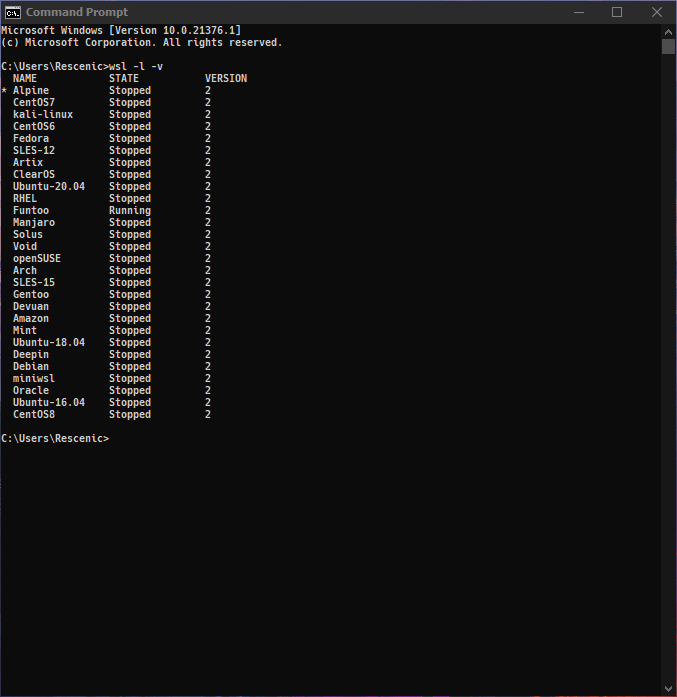 Command Prompt
Microsoft Windows [Version 10.0.21376.1]
(c) Microsoft Corporation. All rights reserved.
C:\Users\Rescenic>wsl -l -v
  NAME            STATE           VERSION
* Alpine          Stopped         2
  CentOS7         Stopped         2
  kali-linux      Stopped         2
  CentOS6         Stopped         2
  Fedora          Stopped         2
  SLES-12         Stopped         2
  Artix           Stopped         2
  ClearOS         Stopped         2
  Ubuntu-20.04    Stopped         2
  RHEL            Stopped         2
  Funtoo          Running         2
  Manjaro         Stopped         2
  Solus           Stopped         2
  Void            Stopped         2
  openSUSE        Stopped         2
  Arch            Stopped         2
  SLES-15         Stopped         2
  Gentoo          Stopped         2
  Devuan          Stopped         2
  Amazon          Stopped         2
  Mint            Stopped         2
  Ubuntu-18.04    Stopped         2
  Deepin          Stopped         2
  Debian          Stopped         2
  miniwsl         Stopped         2
  Oracle          Stopped         2
  Ubuntu-16.04    Stopped         2
  CentOS8         Stopped         2
C:\Users\Rescenic>